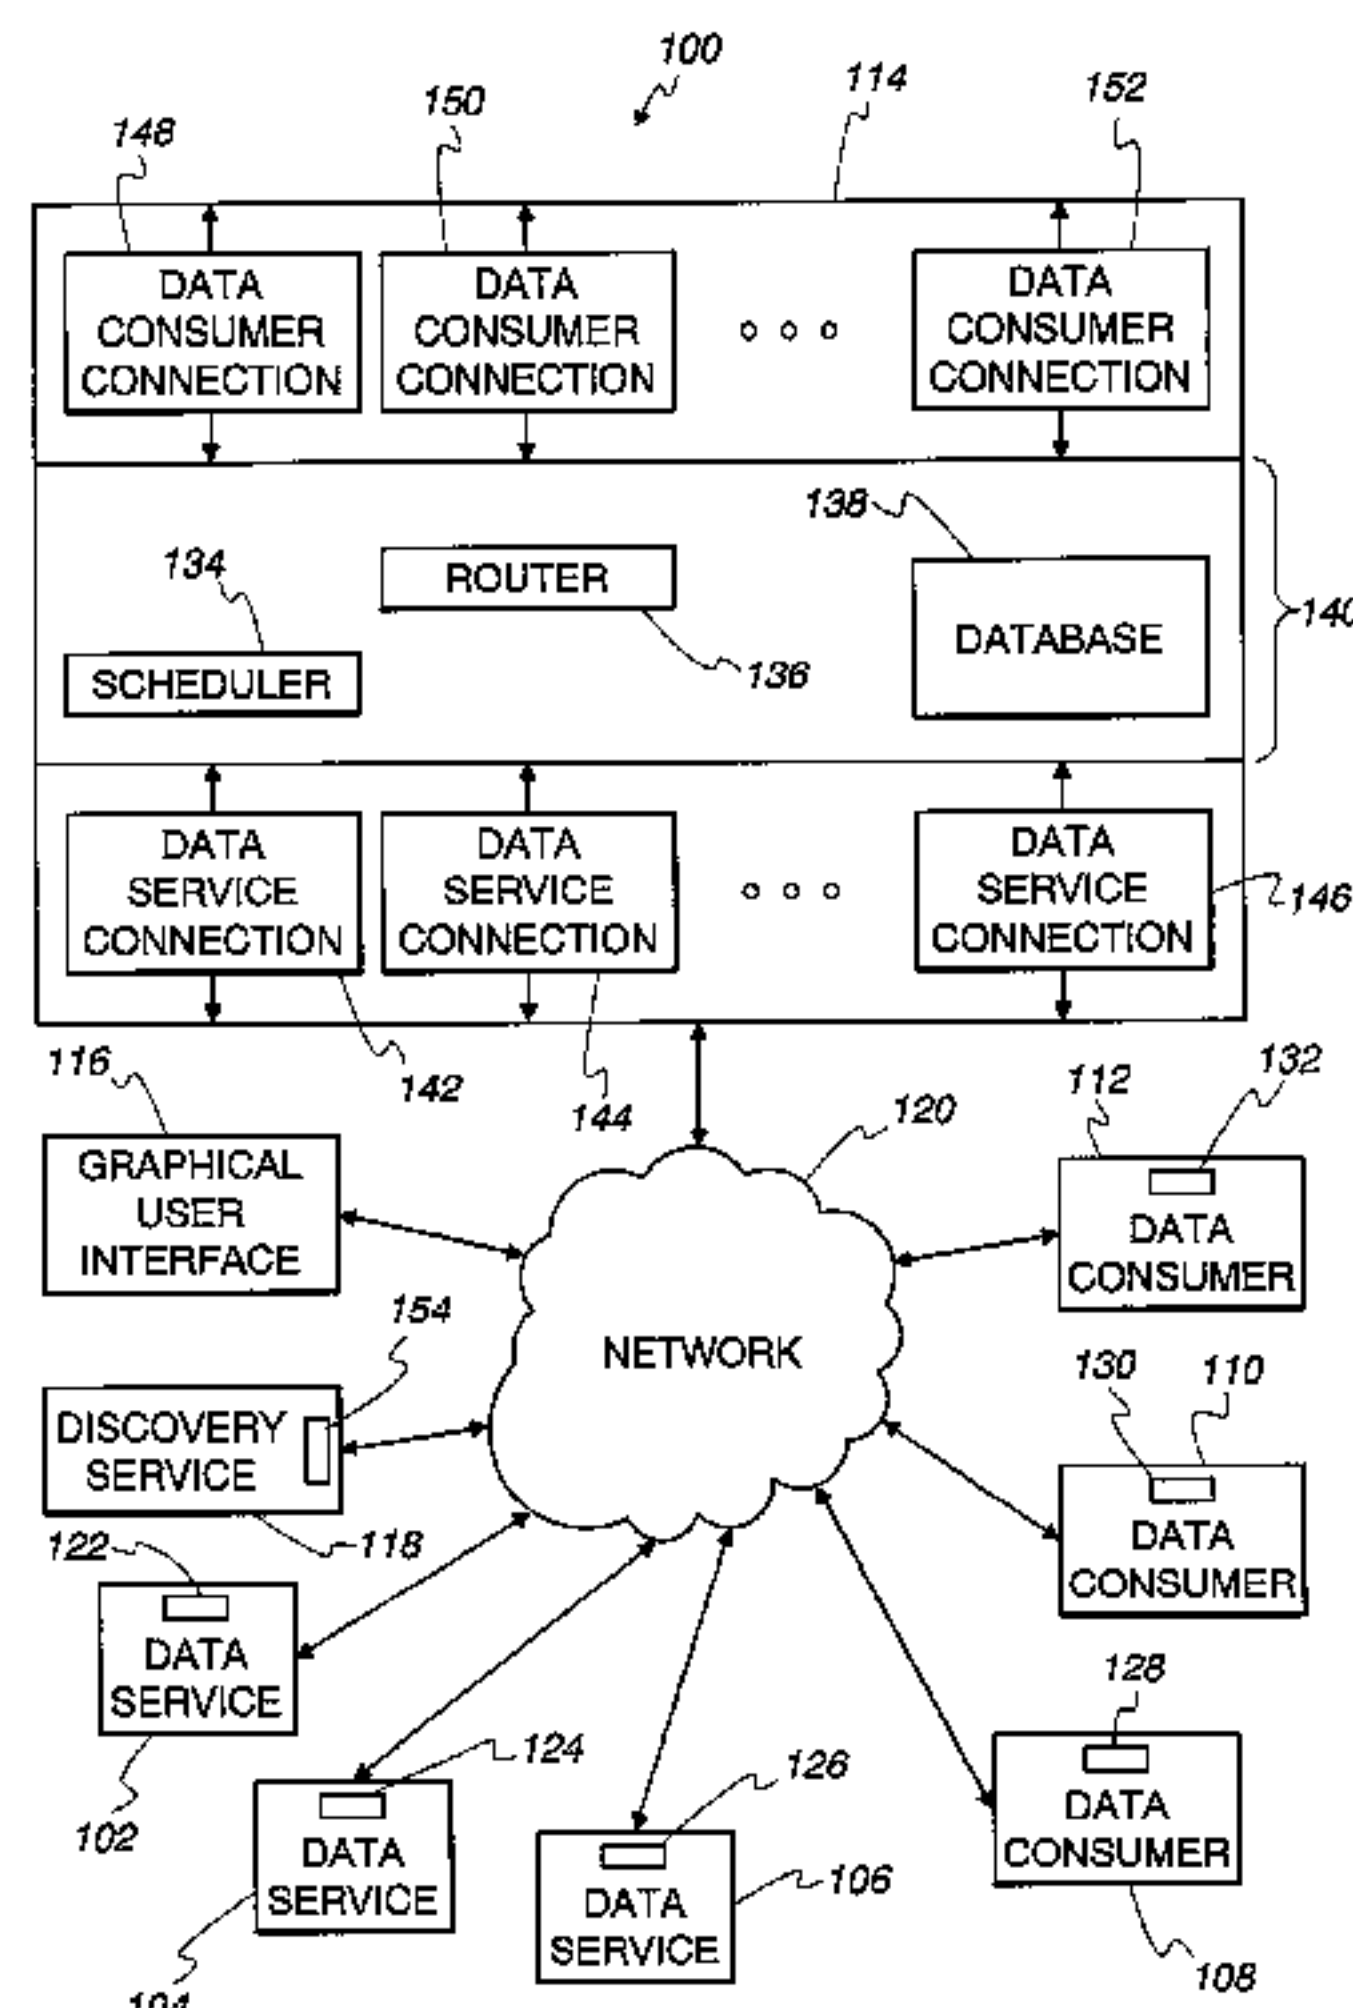 100
114
152
150
148
DATA
CONSUMER
CONNECTION
DATA
CONSUMER
CONNECTION
DATA
CONSUMER
CONNECTION
138
134
ROUTER
140
DATABASE
136
SCHEDULER
DATA
SERVICE
CONNECTION
DATA
SERVICE
CONNECTION
DATA
SERVICE
CONNECTION
146
116
142
144
120
112
132
GRAPHICAL
USER
INTERFACE
DATA
CONSUMER
154
NETWORK
130
110
DISCOVERY
SERVICE
118
DATA
CONSUMER
122
DATA
SERVICE
102
128
124
126
DATA
CONSUMER
DATA
SERVICE
106
DATA
SERVICE
108
104